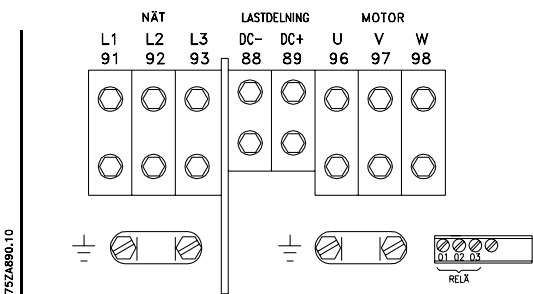 NÄT LASTDELNING MOTOR
L1 L2 L3 DC- DC+ U V W
91 92 93 88 89 96 97 98
01 02 03
RELÄ
175ZA890.10